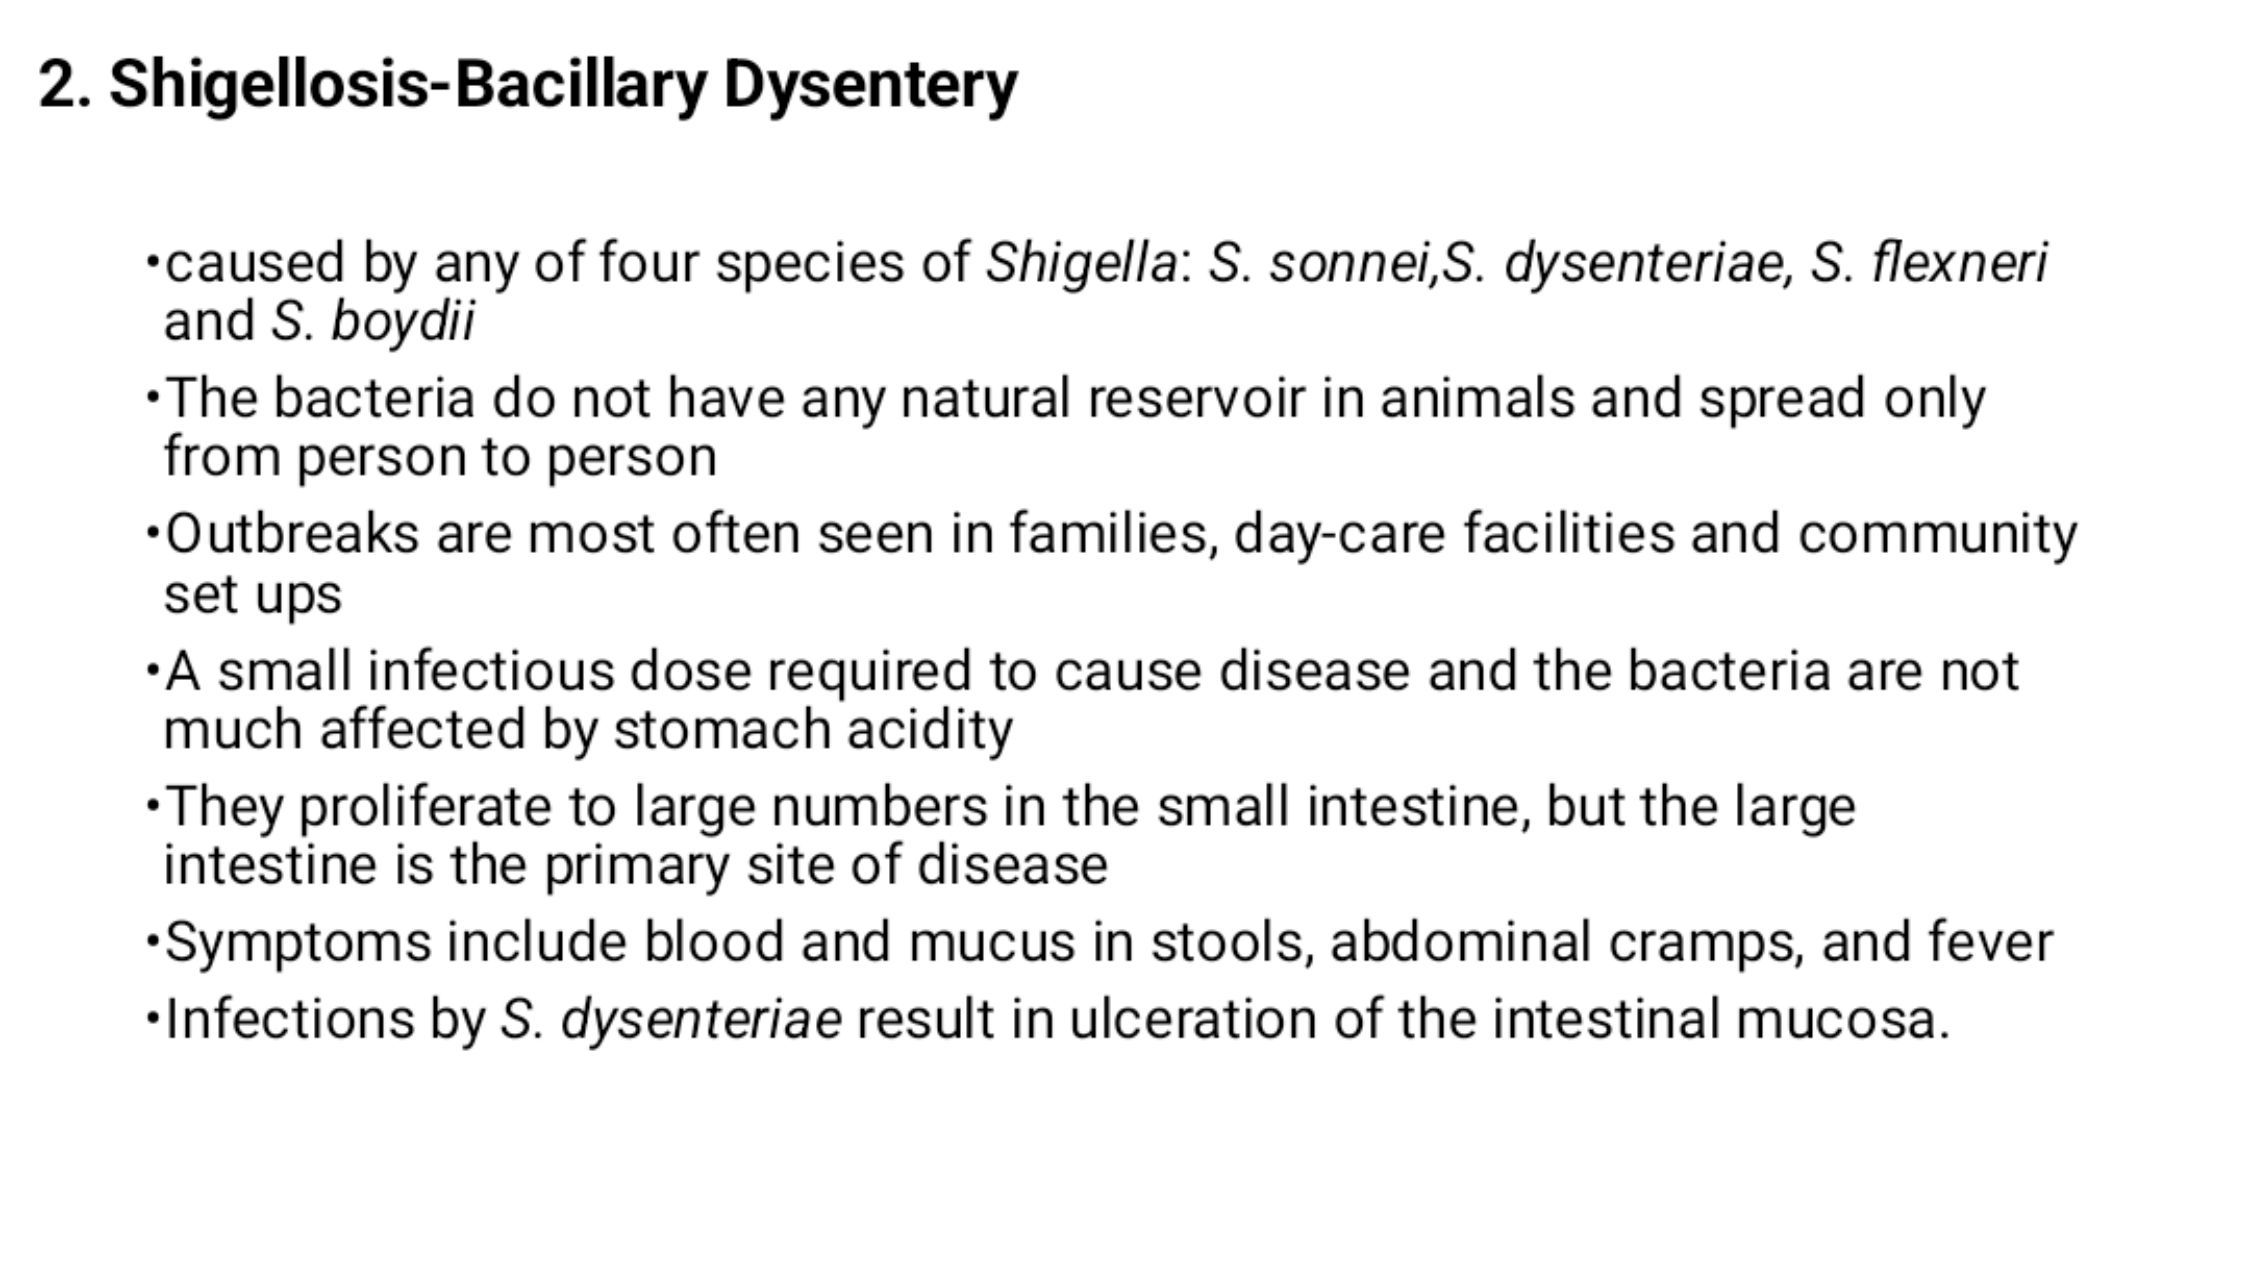 2. Shigellosis-Bacillary Dysentery
•caused by any of four species of Shigella: S. sonnei,S. dysenteriae, S. flexneri
and S. boydii
•The bacteria do not have any natural reservoir in animals and spread only
from person to person
•Outbreaks are most often seen in families, day-care facilities and community
set ups
•A small infectious dose required to cause disease and the bacteria are not
much affected by stomach acidity
•They proliferate to large numbers in the small intestine, but the large
intestine is the primary site of disease
•Symptoms include blood and mucus in stools, abdominal cramps, and fever
•Infections by S. dysenteriae result in ulceration of the intestinal mucosa.